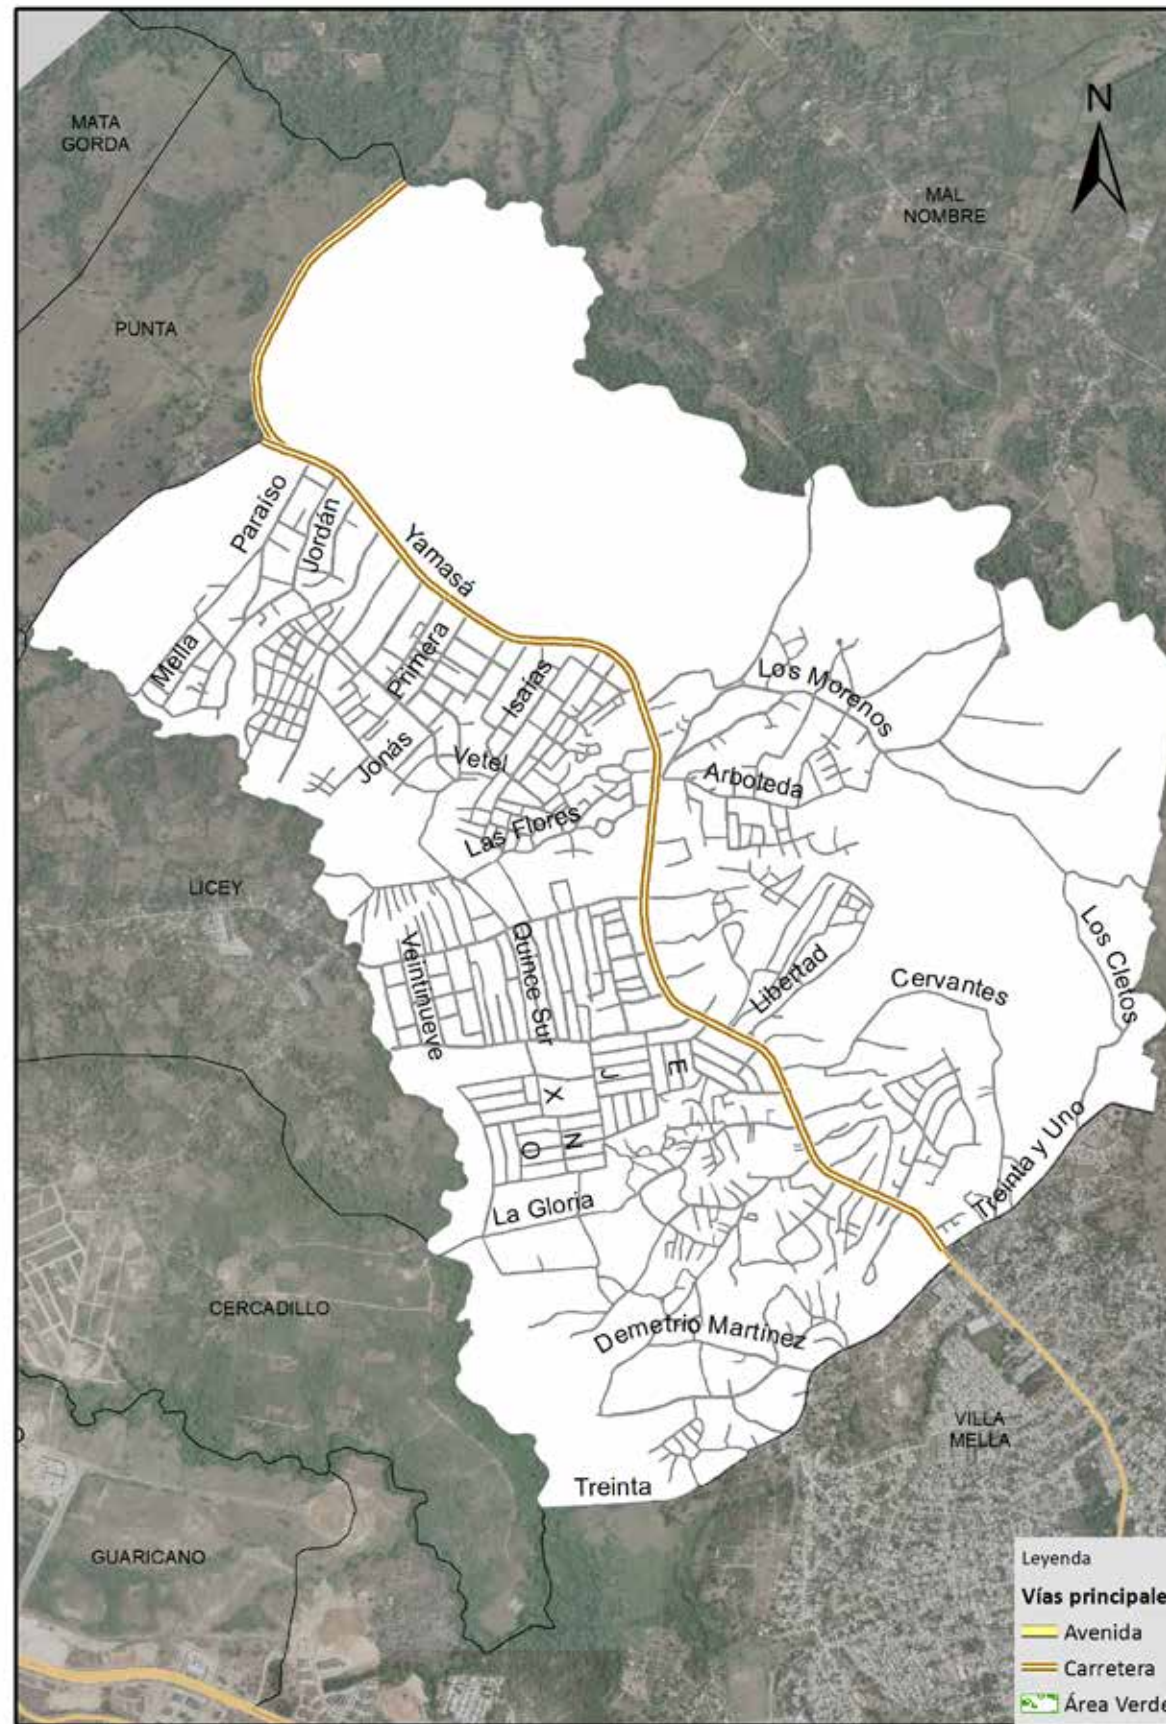 MATA
GORDA
N
MAL
NOMBRE
PUNTA
Paraíso
Jordán
Yamasá
Mella
Primera
Isaías
Los Morenos
Jonás
Vetel
Arboleda
Las Flores
LICEY
Veintinueve
Quince Sur
Libertad
Cervantes
Los Cletos
E
J
X
N
O
Treinta y Uno
La Gloria
CERCADILLO
Demetrio Martínez
VILLA
MELLA
Treinta
GUARICANO
Leyenda
Vías principale
Avenida
Carretera
Área Verde